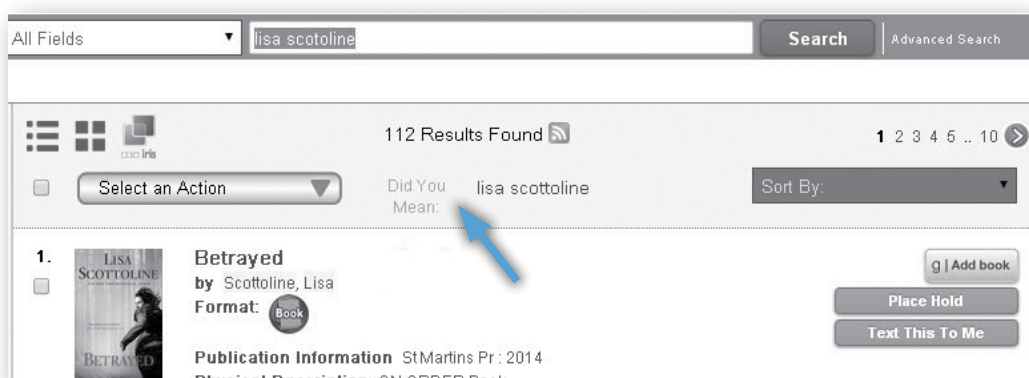 All Fields lisa scotoline Search Advanced Search
112 Results Found 1 2 3 4 5 .. 10
Select an Action Did You Mean: lisa scottoline Sort By:
1. Betrayed
by Scottoline, Lisa
Format: Book
LISA
SCOTTOLINE
BETRAYED
g | Add book
Place Hold
Text This To Me
Publication Information St Martins Pr : 2014